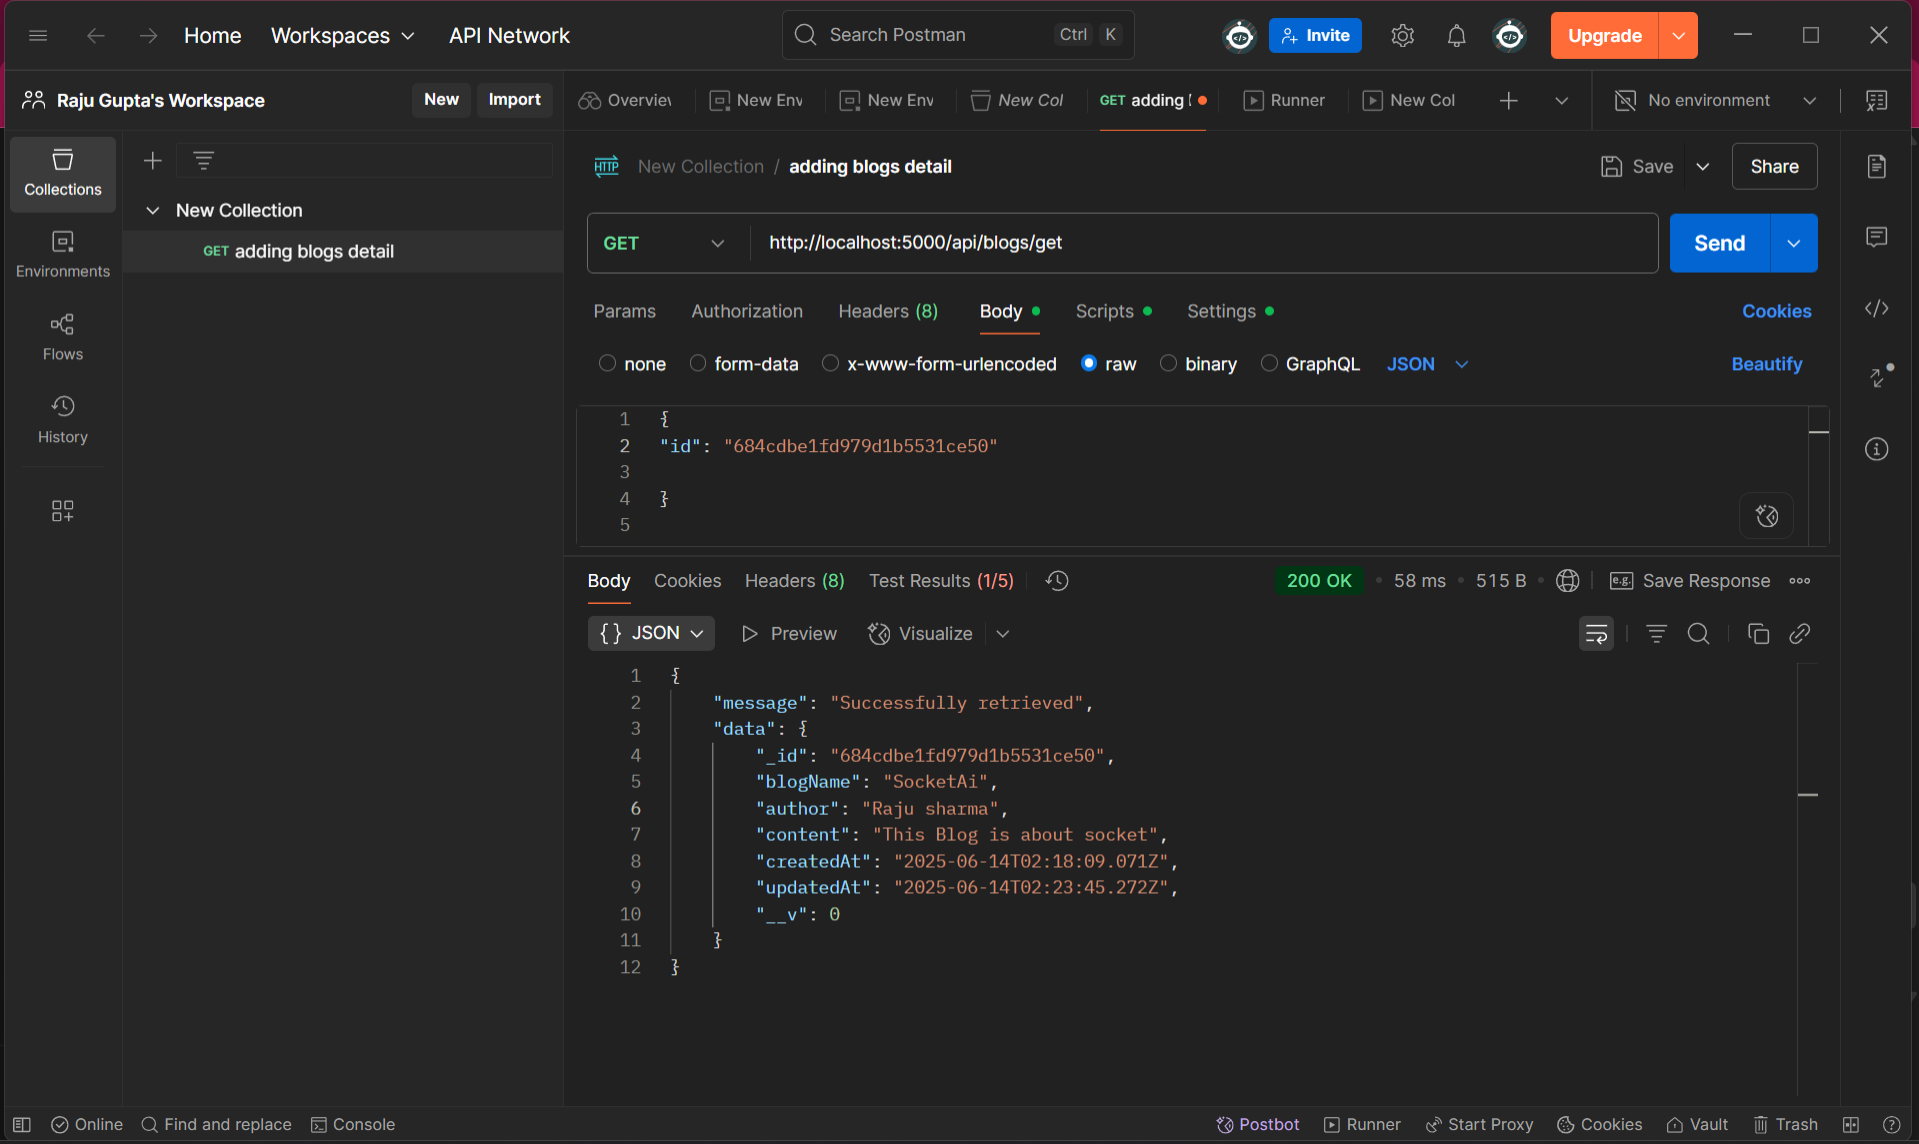 Home Workspaces API Network Search Postman Ctrl K Invite Upgrade
Raju Gupta's Workspace New Import Overview New Env New Env New Col GET adding Runner New Col No environment
Collections
Environments
Flows
History
New Collection
GET adding blogs detail
HTTP New Collection / adding blogs detail Save Share
GET http://localhost:5000/api/blogs/get Send
Params Authorization Headers (8) Body Scripts Settings Cookies
none form-data x-www-form-urlencoded raw binary GraphQL JSON Beautify
1 {
2 "id": "684cdbe1fd979d1b5531ce50"
3
4 }
5
Body Cookies Headers (8) Test Results (1/5) 200 OK • 58 ms • 515 B • e.g. Save Response
{} JSON Preview Visualize
1 {
2 "message": "Successfully retrieved",
3 "data": {
4 "_id": "684cdbe1fd979d1b5531ce50",
5 "blogName": "SocketAi",
6 "author": "Raju sharma",
7 "content": "This Blog is about socket",
8 "createdAt": "2025-06-14T02:18:09.071Z",
9 "updatedAt": "2025-06-14T02:23:45.272Z",
10 "__v": 0
11 }
12 }
Online Find and replace Console Postbot Runner Start Proxy Cookies Vault Trash